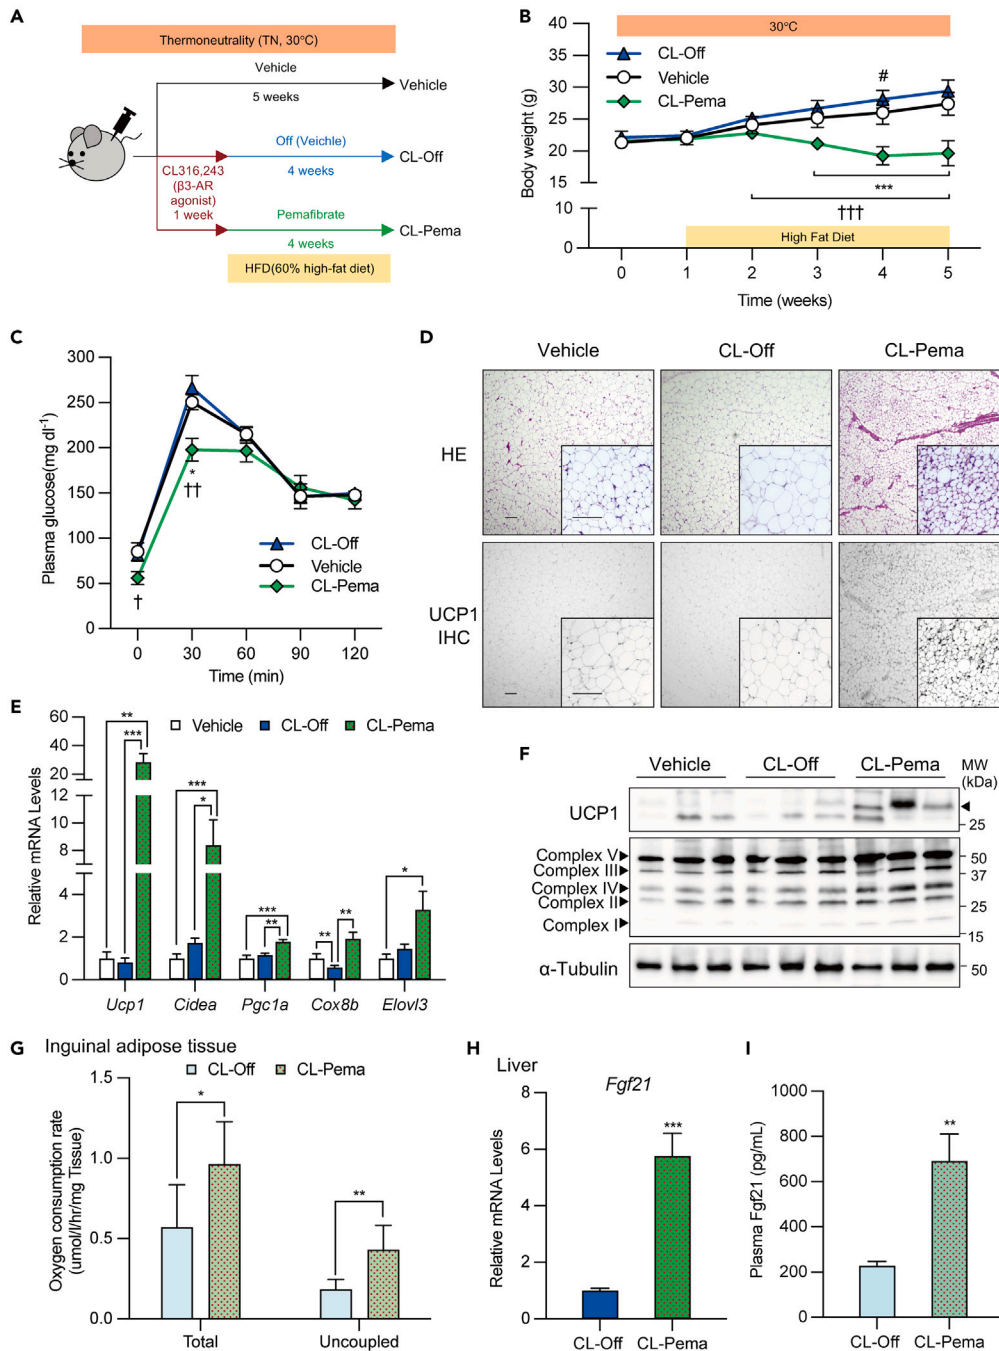 A
Thermoneutrality (TN, 30°C)
Vehicle
5 weeks
Vehicle
Off (Veichle)
4 weeks
CL-Off
CL316,243
(β3-AR
agonist)
1 week
Pemafibrate
4 weeks
CL-Pema
HFD(60% high-fat diet)
B
30°C
CL-Off
Vehicle
CL-Pema
#
***
†††
High Fat Diet
Body weight (g)
35
30
25
20
15
10
0
0 1 2 3 4 5
Time (weeks)
C
Plasma glucose(mg dl-1)
300
250
200
150
100
50
0
*
††
†
CL-Off
Vehicle
CL-Pema
0 30 60 90 120
Time (min)
D
Vehicle CL-Off CL-Pema
HE
UCP1
IHC
E
Relative mRNA Levels
60
40
20
12
10
8
4
2
0
Vehicle CL-Off CL-Pema
**
***
***
*
***
**
** **
*
Ucp1 Cidea Pgc1a Cox8b Elovl3
F
Vehicle CL-Off CL-Pema MW
(kDa)
UCP1
25
Complex V 50
Complex III 37
Complex IV
Complex II 25
Complex I
15
α-Tubulin 50
G Inguinal adipose tissue
CL-Off CL-Pema
Oxygen consumption rate
(umol/l/hr/mg Tissue)
1.5
1.0
0.5
0.0
*
**
Total Uncoupled
H Liver
Fgf21
Relative mRNA Levels
8
6
4
2
0
***
CL-Off CL-Pema
I
Plasma Fgf21 (pg/mL)
1000
800
600
400
200
0
**
CL-Off CL-Pema